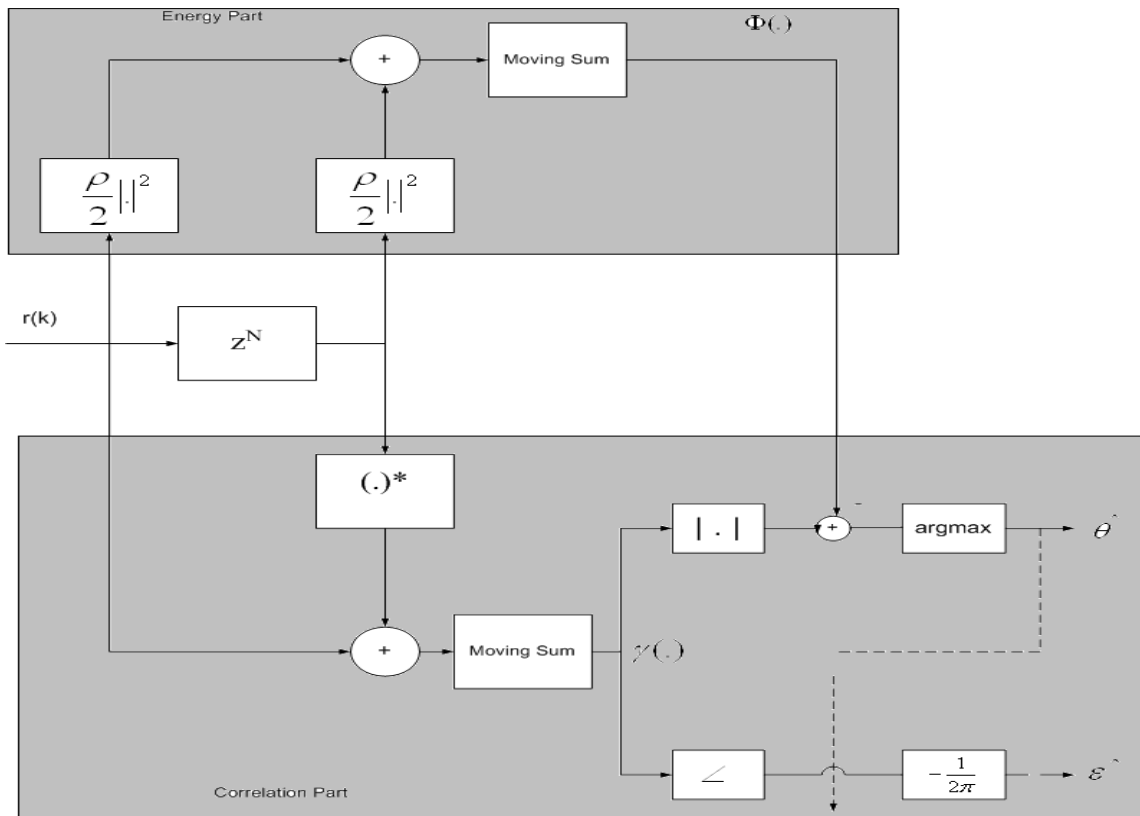 Energy Part
Φ(.)
+
Moving Sum
ρ/2 |.|²
ρ/2 |.|²
r(k)
z^N
(.)*
| . |
+
-
argmax
θ^
+
Moving Sum
γ(.)
∠
-1/2π
ε^
Correlation Part